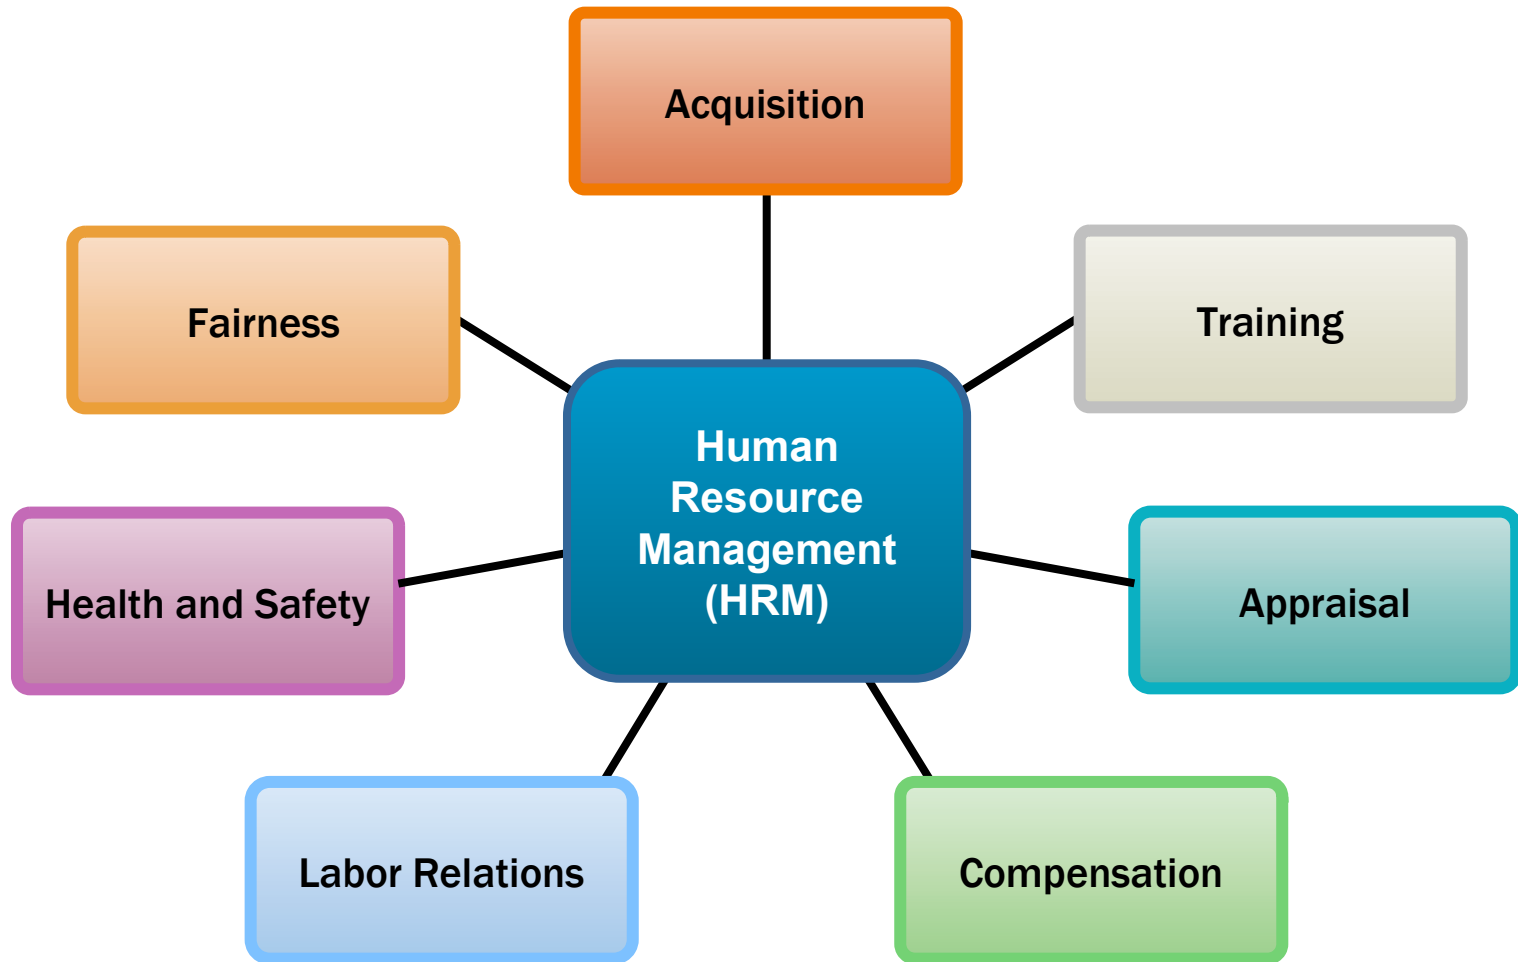 Acquisition
Fairness
Training
Human
Resource
Management
(HRM)
Health and Safety
Appraisal
Labor Relations
Compensation